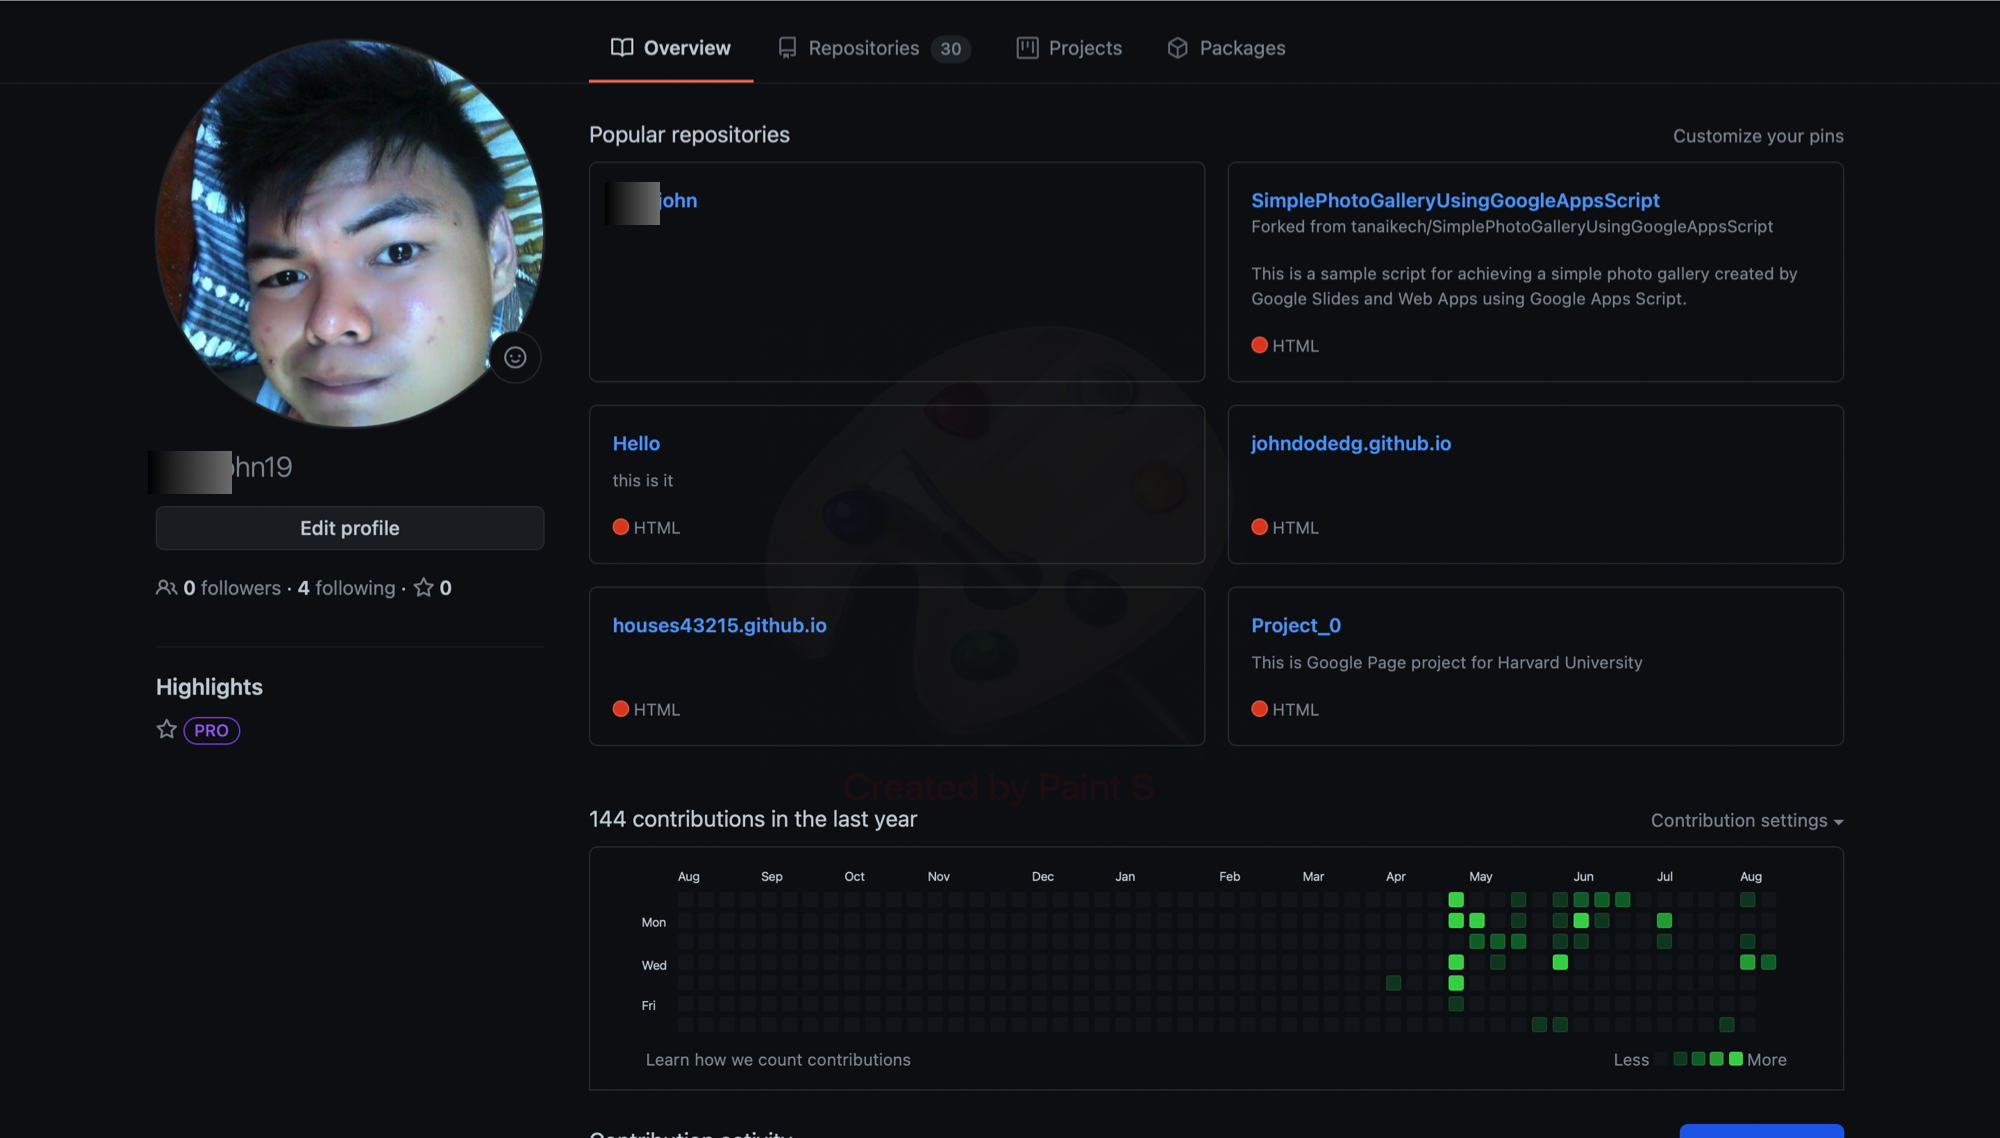 Overview
Repositories 30
Projects
Packages
Popular repositories
Customize your pins
john
SimplePhotoGalleryUsingGoogleAppsScript
Forked from tanaikech/SimplePhotoGalleryUsingGoogleAppsScript
This is a sample script for achieving a simple photo gallery created by
Google Slides and Web Apps using Google Apps Script.
HTML
Hello
this is it
HTML
johndodedg.github.io
HTML
houses43215.github.io
HTML
Project_0
This is Google Page project for Harvard University
HTML
hn19
Edit profile
0 followers · 4 following · 0
Highlights
PRO
Created by Paint S
144 contributions in the last year
Contribution settings
Aug Sep Oct Nov Dec Jan Feb Mar Apr May Jun Jul Aug
Mon
Wed
Fri
Learn how we count contributions
Less More
Contribution activity